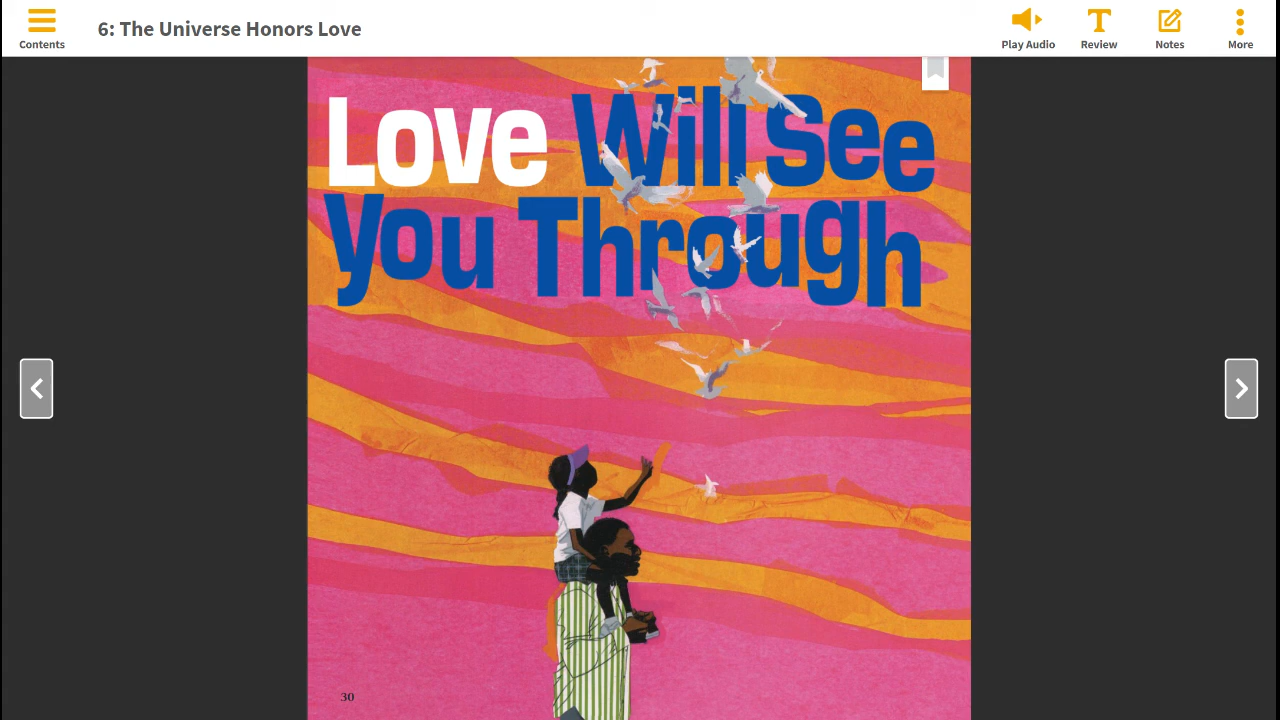 Contents
6: The Universe Honors Love
Play Audio
Review
Notes
More
Love Will See
You Through
30